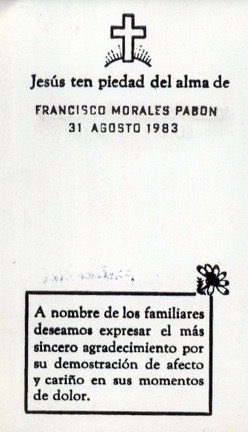 Jesús ten piedad del alma de
FRANCISCO MORALES PABON
31 AGOSTO 1983
A nombre de los familiares
deseamos expresar el más
sincero agradecimiento por
su demostración de afecto
y cariño en sus momentos
de dolor.